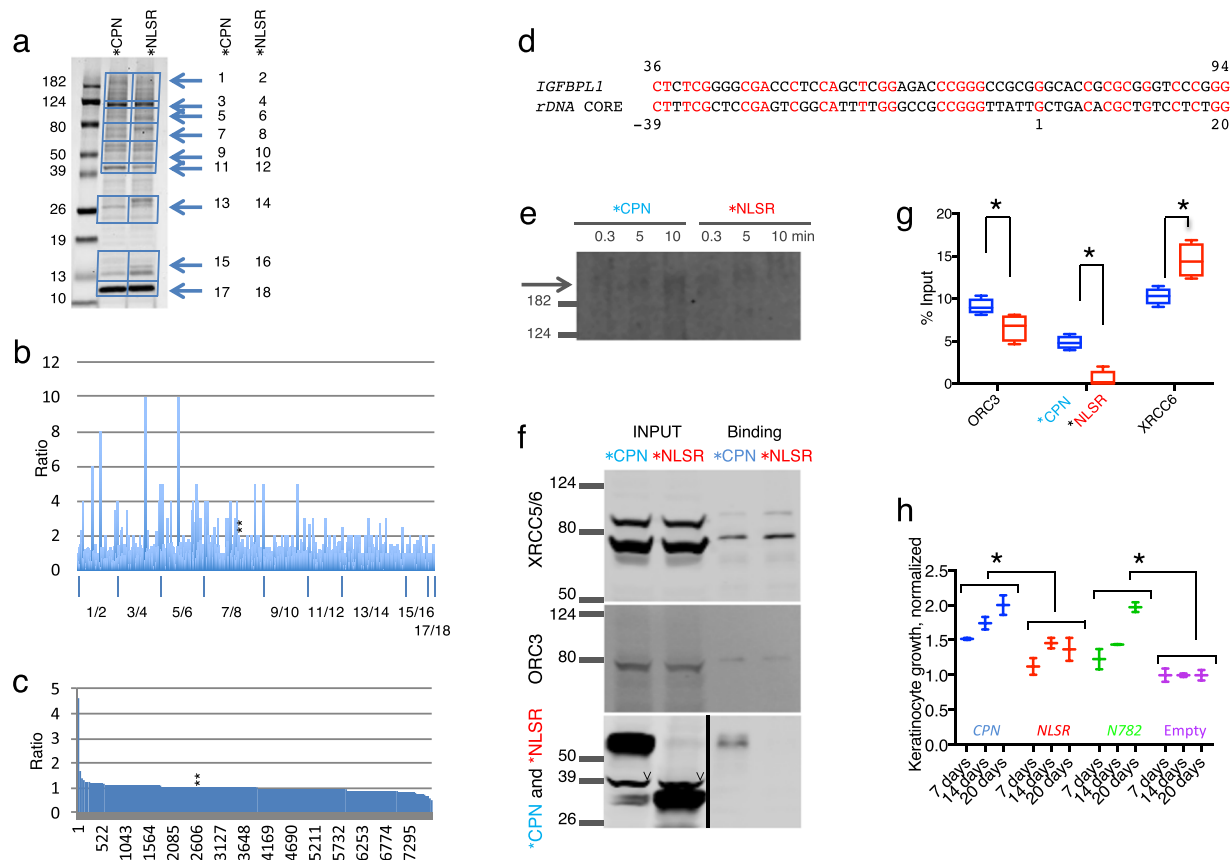 a
*CPN
*NLSR
*CPN
*NLSR
182
124
80
50
39
26
19
13
10
1 2
3 4
5 6
7 8
9 10
11 12
13 14
15 16
17 18
b
Ratio
12
10
8
6
4
2
0
**
1/2 3/4 5/6 7/8 9/10 11/12 13/14 15/16
17/18
c
Ratio
5
4
3
2
1
0
**
1 522 1043 1564 2085 2606 3127 3648 4169 4690 5211 5732 6253 6774 7295
d
36 94
IGFBPL1 CTCTCGGGGCGACCCTCCAGCTCGGAGACCCGGGCCGCGGGCACCGCGCGGGTCCCGGG
rDNA CORE CTTTCGCTCCGAGTCGGCATTTTGGGCCGCCGGGTTATTGCTGACACGCTGTCCTCTGG
-39 1 20
e
*CPN *NLSR
0.3 5 10 0.3 5 10 min
182
124
f
INPUT Binding
*CPN *NLSR *CPN *NLSR
XRCC5/6
124
80
50
ORC3
124
80
*CPN and *NLSR
50
39
26
v
v
g
% Input
20
15
10
5
0
* * *
ORC3
*CPN
*NLSR
XRCC6
h
Keratinocyte growth, normalized
2.5
2.0
1.5
1.0
0.5
0.0
* *
CPN NLSR N782 Empty
7 days
14 days
20 days
7 days
14 days
20 days
7 days
14 days
20 days
7 days
14 days
20 days